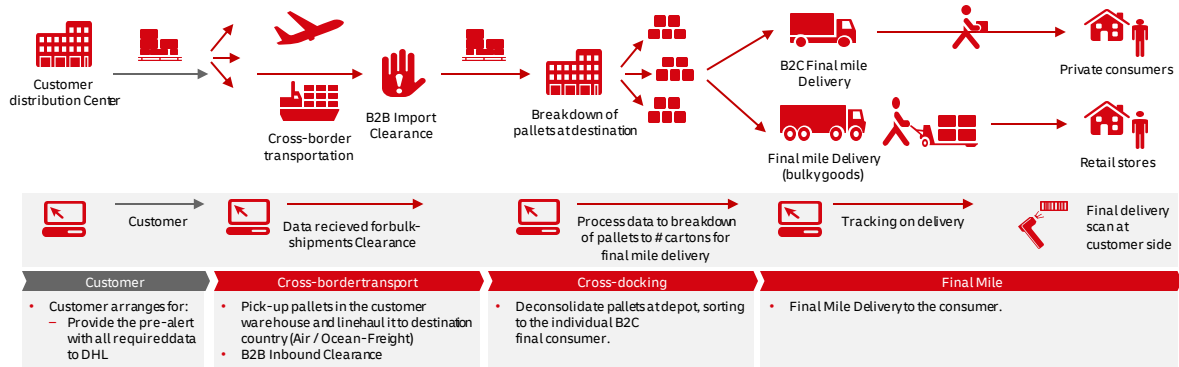 Customer
distribution Center
Cross-border
transportation
B2B Import
Clearance
Breakdown of
pallets at destination
B2C Final mile
Delivery
Private consumers
Final mile Delivery
(bulky goods)
Retail stores
Customer
Data recieved for bulk-
shipments Clearance
Process data to breakdown
of pallets to # cartons for
final mile delivery
Tracking on delivery
Final delivery
scan at
customer side
Customer
Cross-border transport
Cross-docking
Final Mile
• Customer arranges for:
– Provide the pre-alert
with all required data
to DHL
• Pick-up pallets in the customer
warehouse and linehaul it to destination
country (Air / Ocean-Freight)
• B2B Inbound Clearance
• Deconsolidate pallets at depot, sorting
to the individual B2C
final consumer.
• Final Mile Delivery to the consumer.